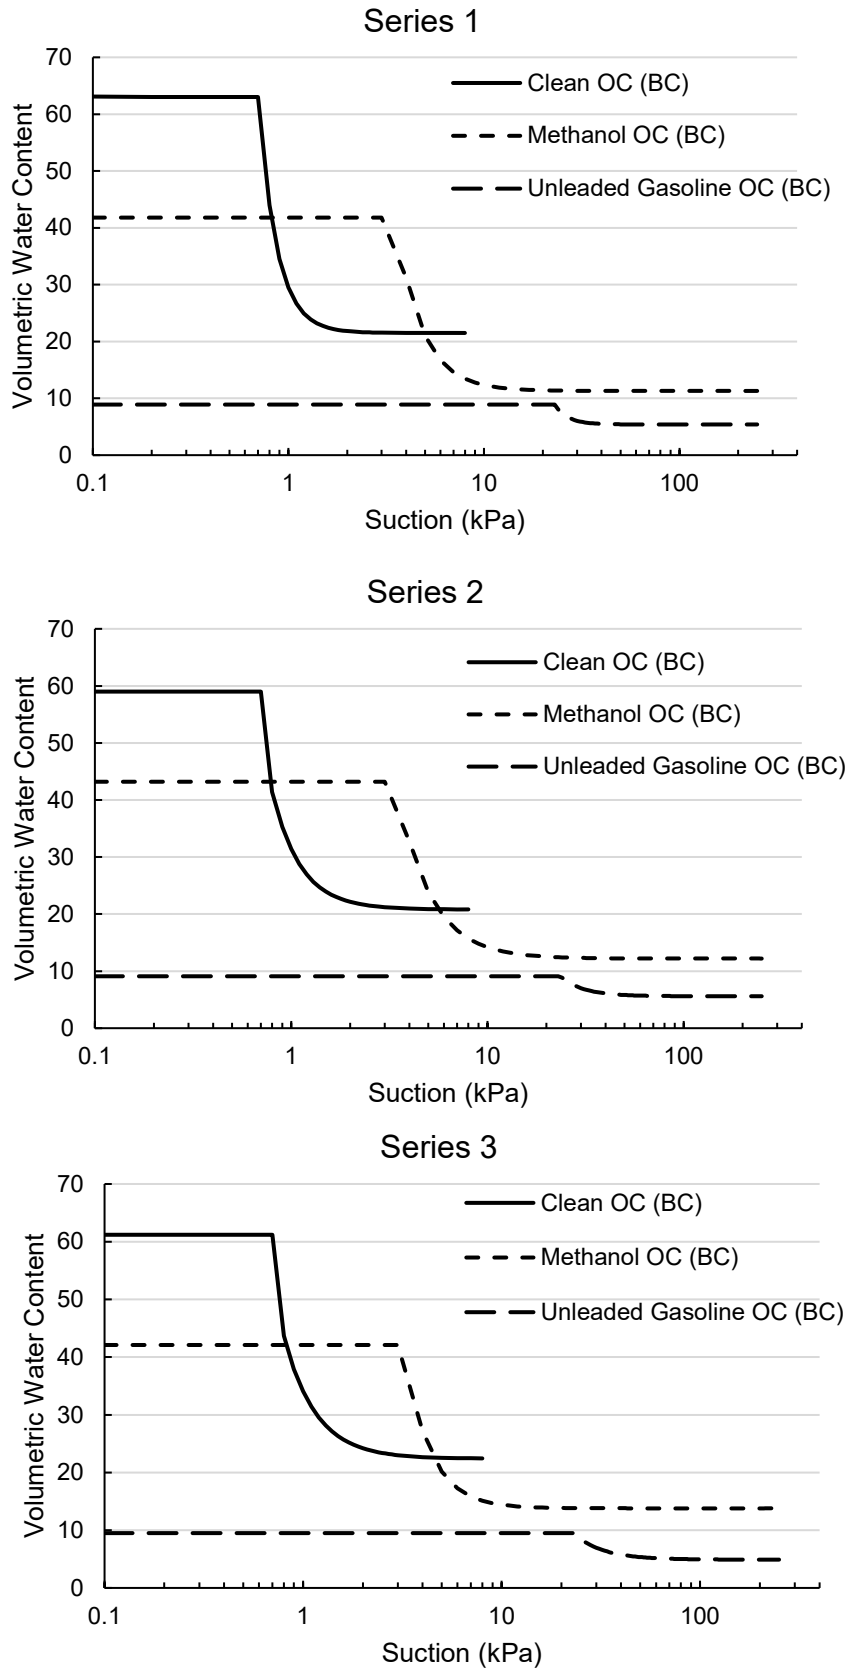 Series 1
70
60
50
40
30
20
10
0
Volumetric Water Content
Clean OC (BC)
Methanol OC (BC)
Unleaded Gasoline OC (BC)
0.1 1 10 100
Suction (kPa)
Series 2
70
60
50
40
30
20
10
0
Volumetric Water Content
Clean OC (BC)
Methanol OC (BC)
Unleaded Gasoline OC (BC)
0.1 1 10 100
Suction (kPa)
Series 3
70
60
50
40
30
20
10
0
Volumetric Water Content
Clean OC (BC)
Methanol OC (BC)
Unleaded Gasoline OC (BC)
0.1 1 10 100
Suction (kPa)